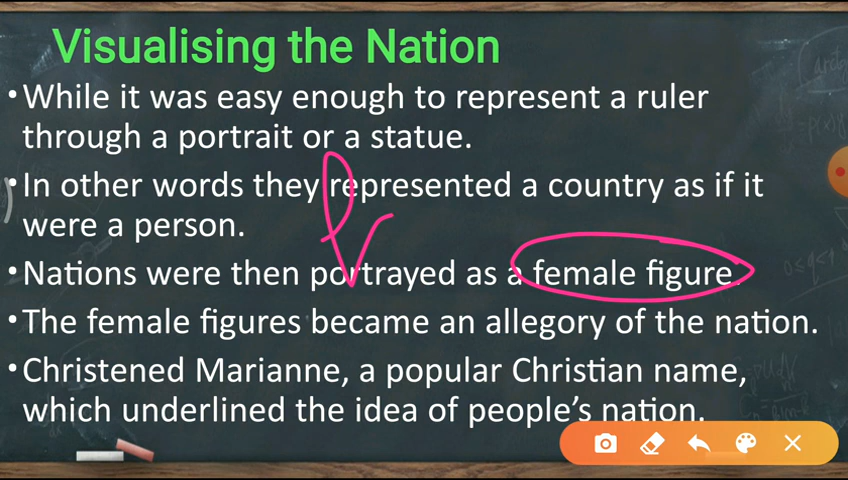 Visualising the Nation
•While it was easy enough to represent a ruler
through a portrait or a statue.
•In other words they represented a country as if it
were a person.
•Nations were then portrayed as a female figure.
•The female figures became an allegory of the nation.
•Christened Marianne, a popular Christian name,
which underlined the idea of people's nation.